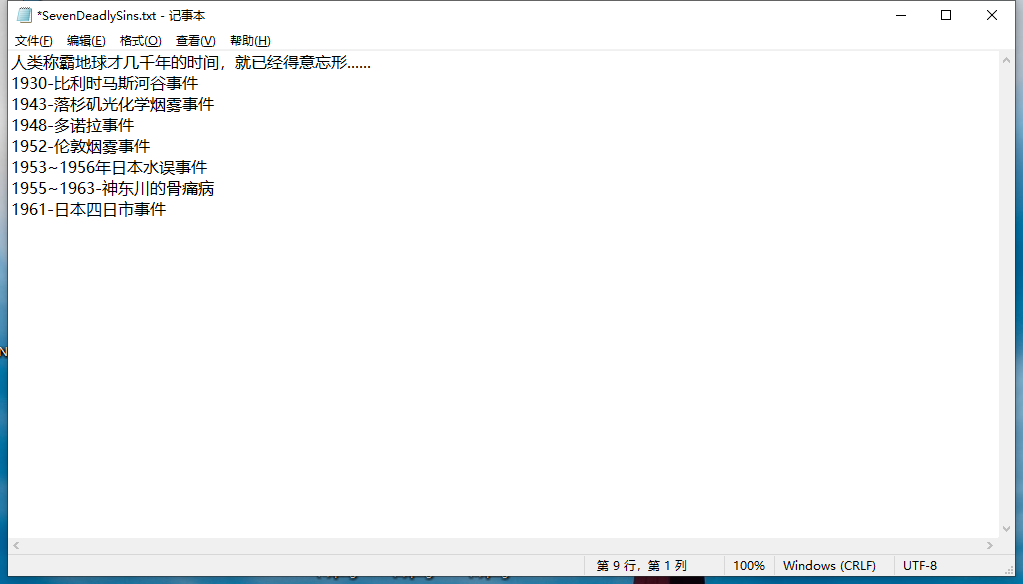 *SevenDeadlySins.txt - 记事本
文件(F) 编辑(E) 格式(O) 查看(V) 帮助(H)
人类称霸地球才几千年的时间，就已经得意忘形......
1930-比利时马斯河谷事件
1943-落杉矶光化学烟雾事件
1948-多诺拉事件
1952-伦敦烟雾事件
1953~1956年日本水误事件
1955~1963-神东川的骨痛病
1961-日本四日市事件
第 9 行，第 1 列 100% Windows (CRLF) UTF-8